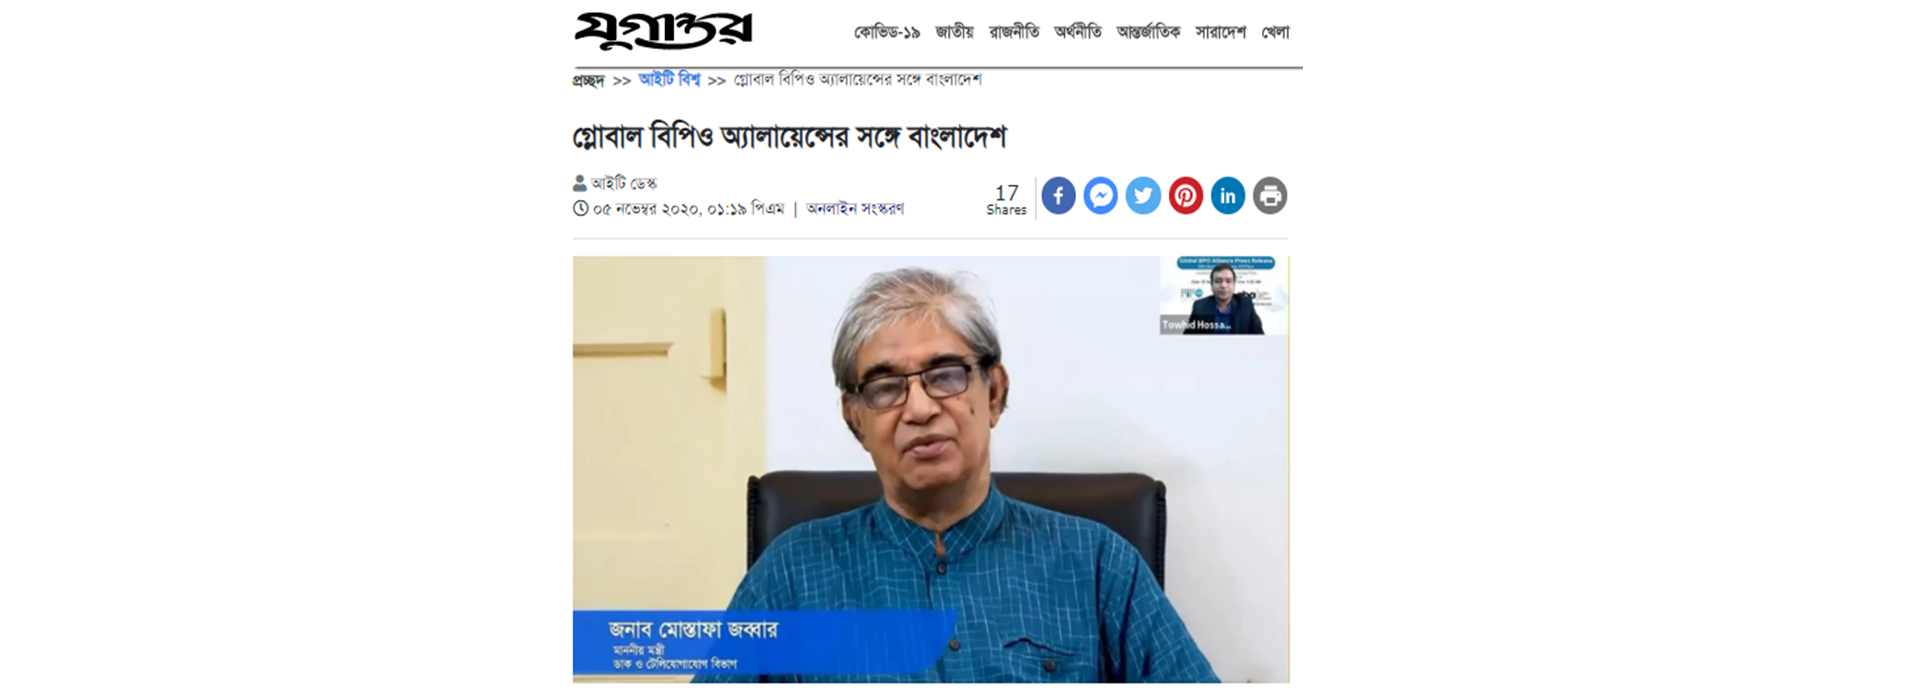 যুগান্তর
কোভিড-১৯ জাতীয় রাজনীতি অর্থনীতি আন্তর্জাতিক সারাদেশ খেলা
প্রচ্ছদ >> আইটি বিশ্ব >> গ্লোবাল বিপিও অ্যালায়েন্সের সঙ্গে বাংলাদেশ
গ্লোবাল বিপিও অ্যালায়েন্সের সঙ্গে বাংলাদেশ
আইটি ডেস্ক
০৫ নভেম্বর ২০২০, ০১:১৯ পিএম | অনলাইন সংস্করণ
17
Shares
Global BPO Alliance Press Release
Towhid Hossa...
জনাব মোস্তাফা জব্বার
মাননীয় মন্ত্রী
ডাক ও টেলিযোগাযোগ বিভাগ